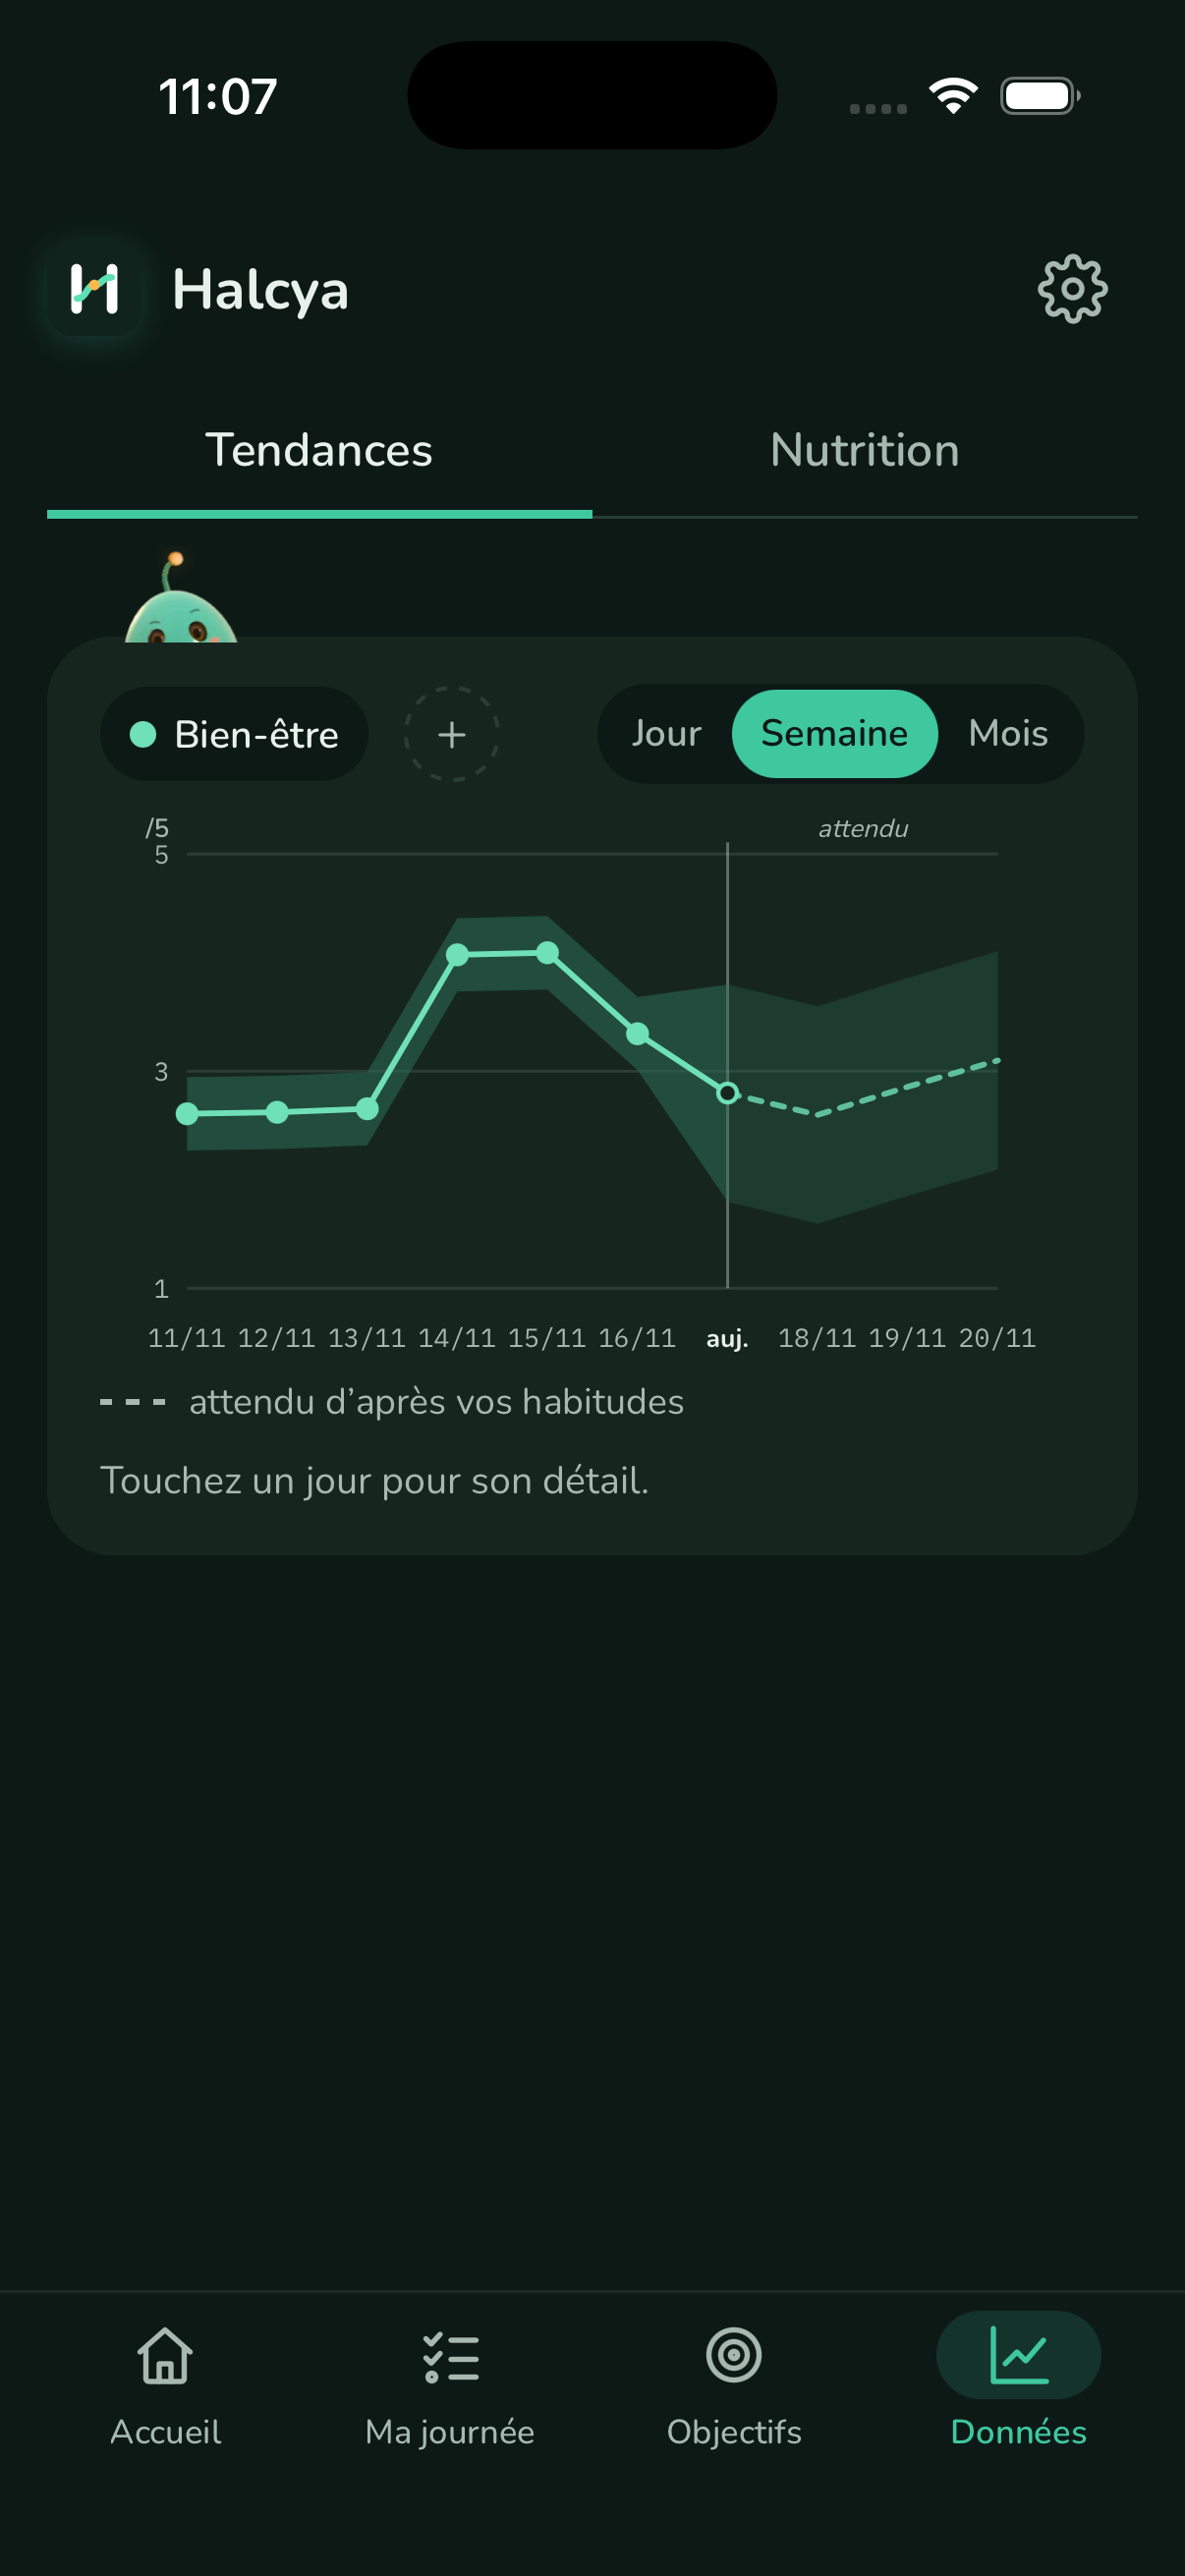 11:07
Halcya
Tendances Nutrition
Bien-être + Jour Semaine Mois
/5 attendu
5
3
1
11/11 12/11 13/11 14/11 15/11 16/11 auj. 18/11 19/11 20/11
attendu d’après vos habitudes
Touchez un jour pour son détail.
Accueil Ma journée Objectifs Données